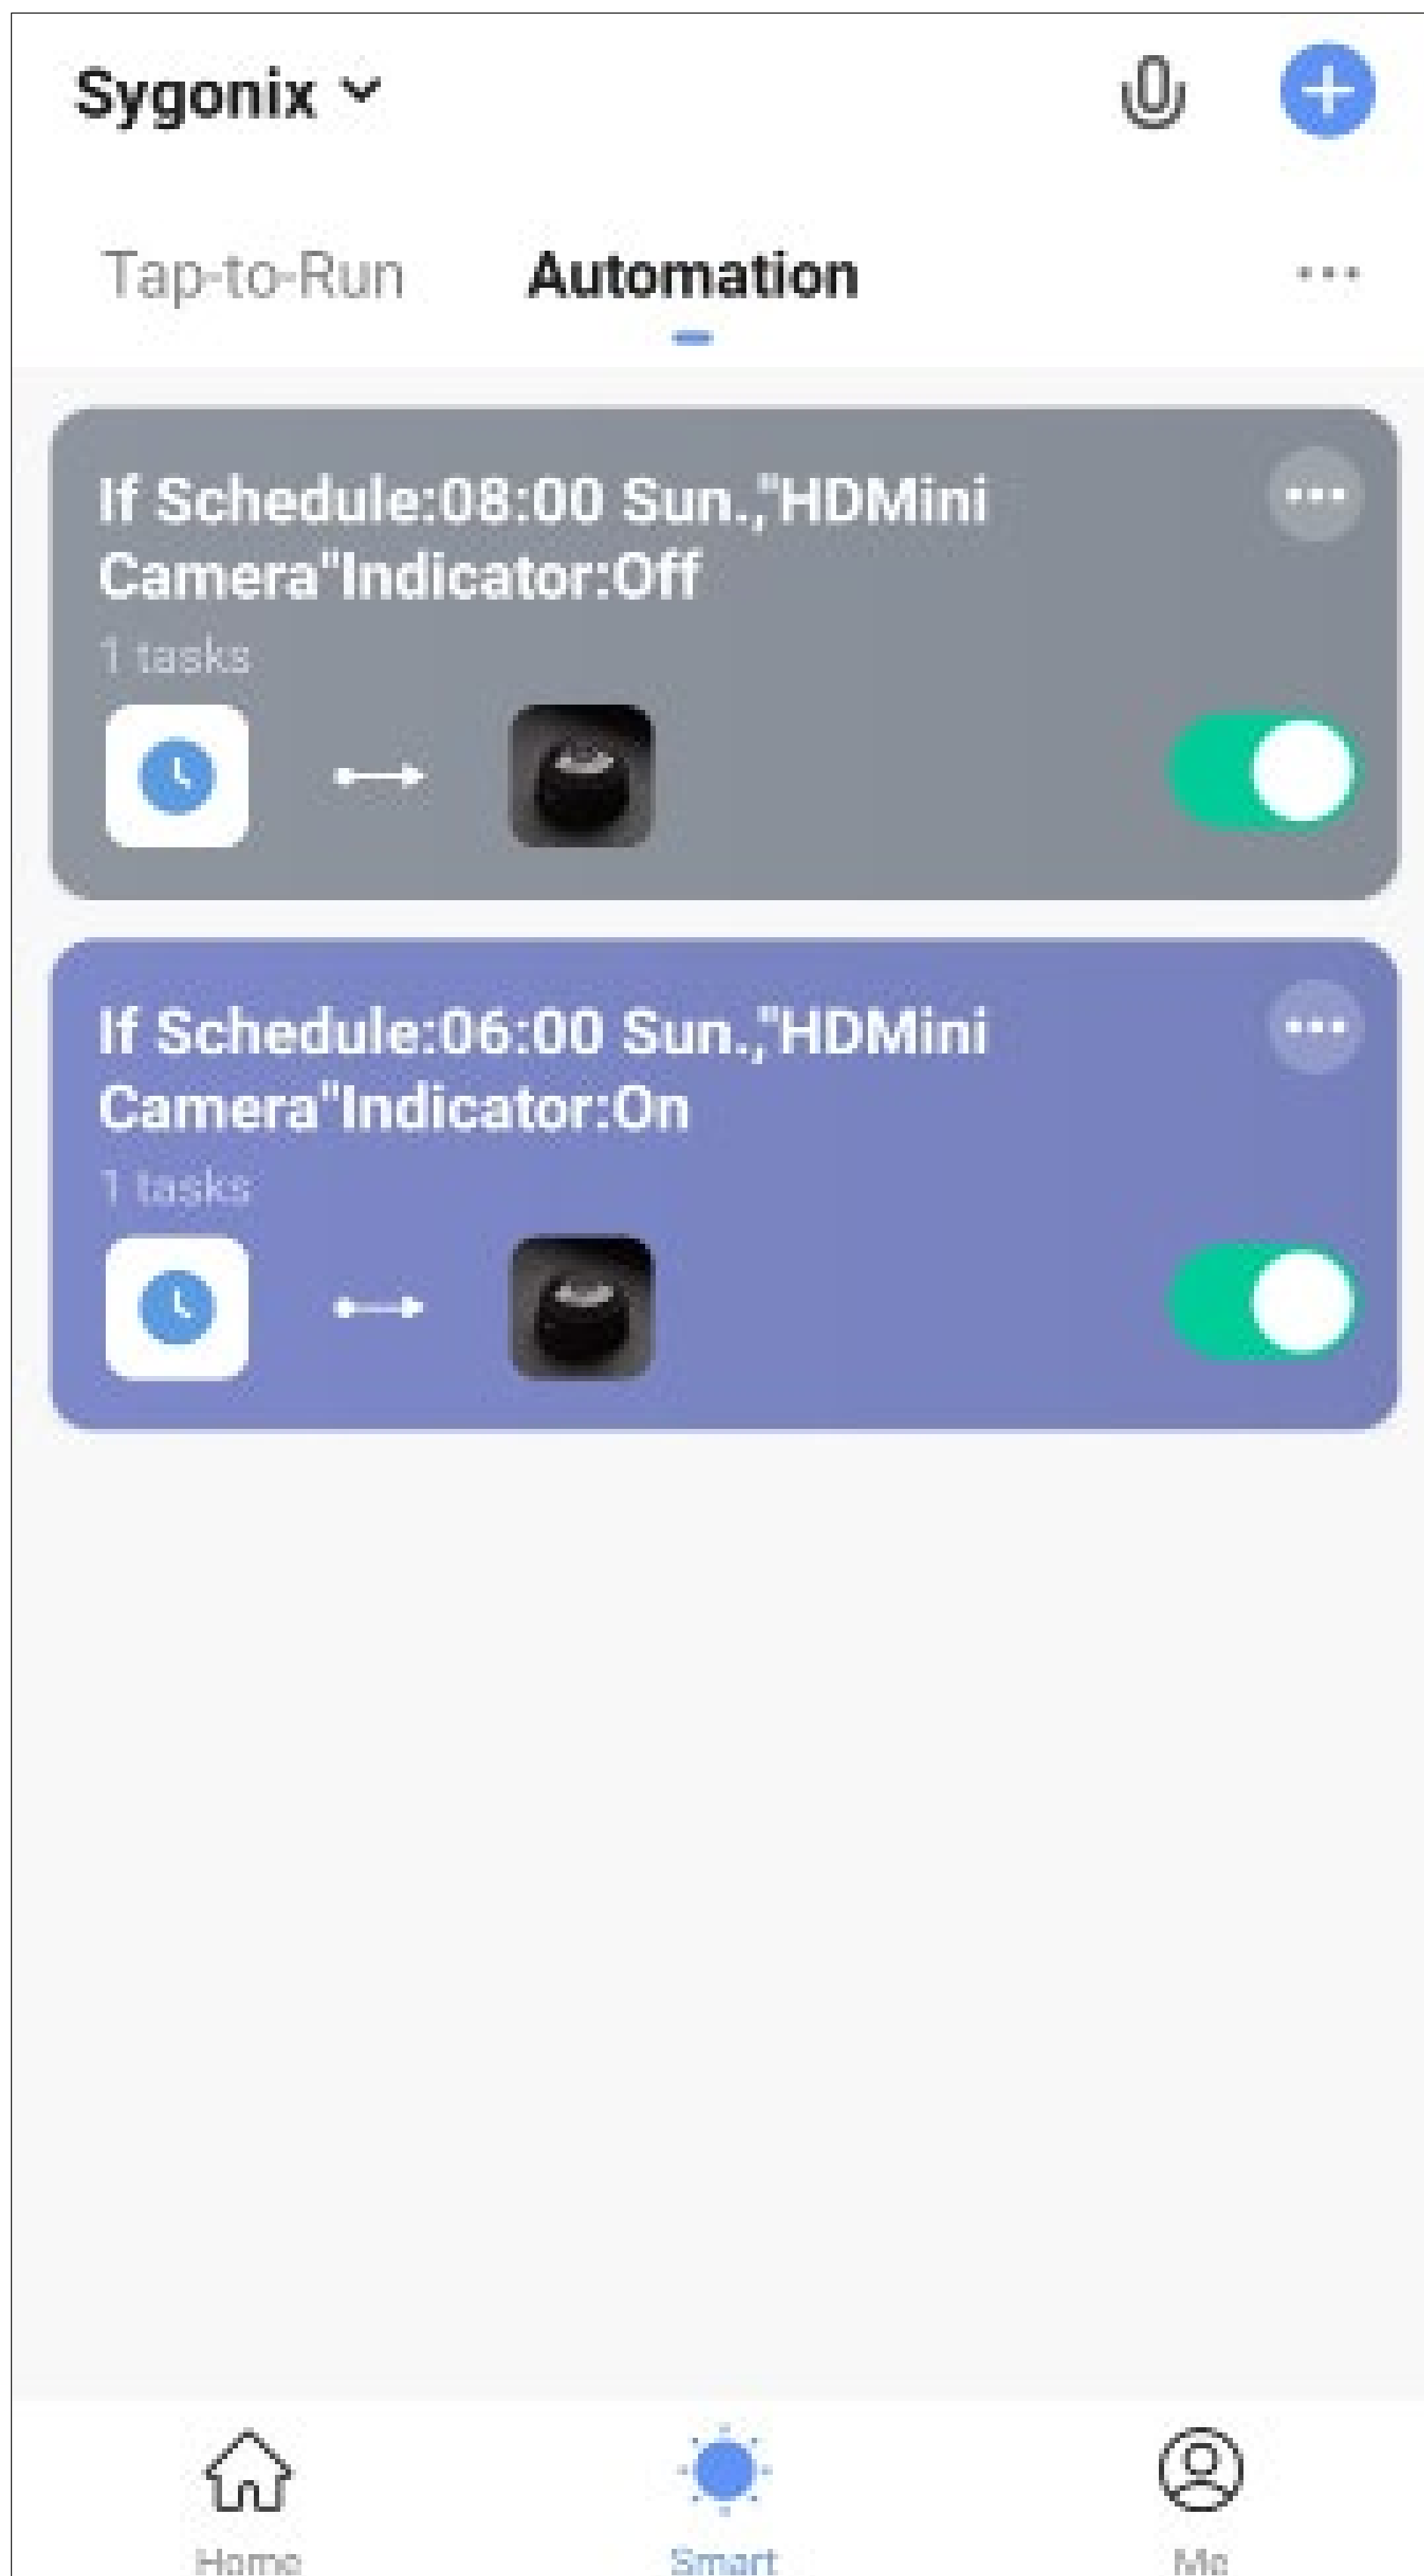 Sygonix
Tap-to-Run Automation
If Schedule:08:00 Sun.,"HDMini
Camera"Indicator:Off
1 tasks
If Schedule:06:00 Sun.,"HDMini
Camera"Indicator:On
1 tasks
Home Smart Me